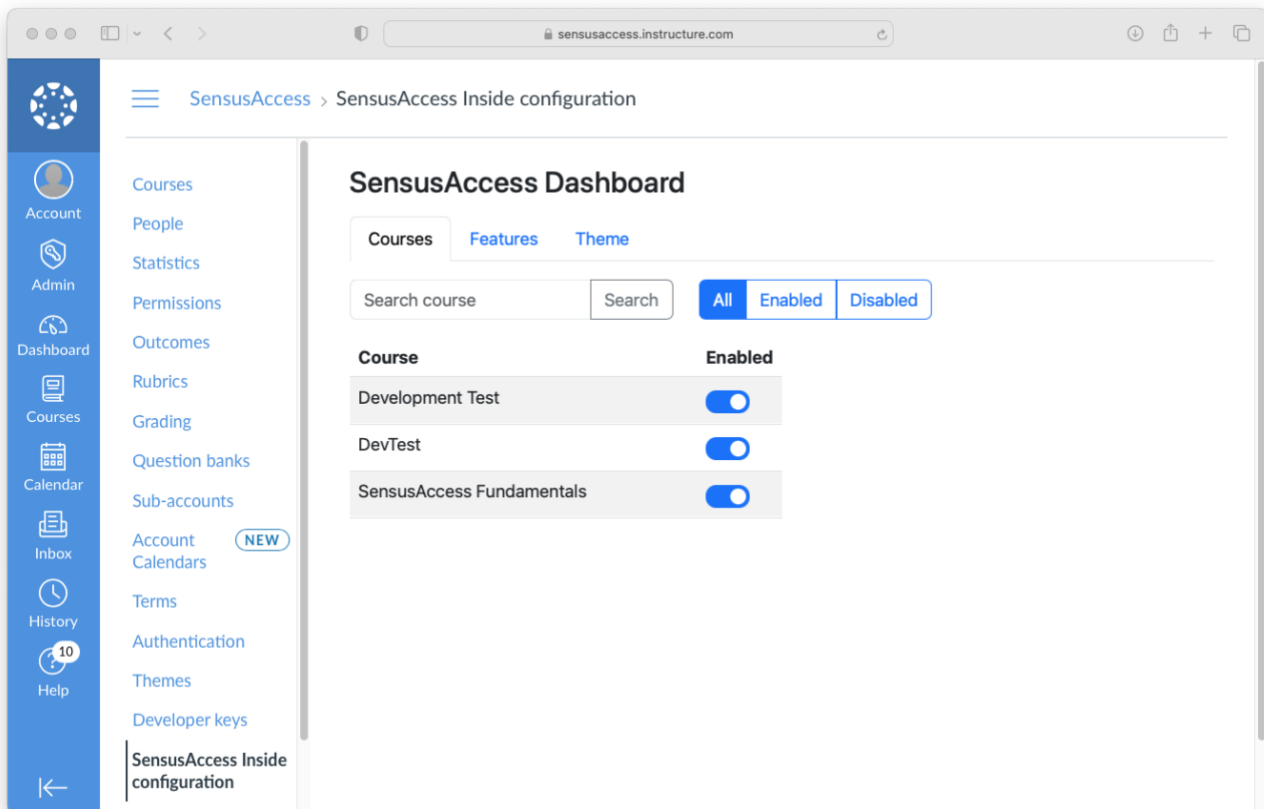 sensusaccess.instructure.com
SensusAccess › SensusAccess Inside configuration
Account
Admin
Dashboard
Courses
Calendar
Inbox
History
10
Help
Courses
People
Statistics
Permissions
Outcomes
Rubrics
Grading
Question banks
Sub-accounts
Account NEW
Calendars
Terms
Authentication
Themes
Developer keys
SensusAccess Inside
configuration
SensusAccess Dashboard
Courses Features Theme
Search course Search All Enabled Disabled
Course Enabled
Development Test
DevTest
SensusAccess Fundamentals